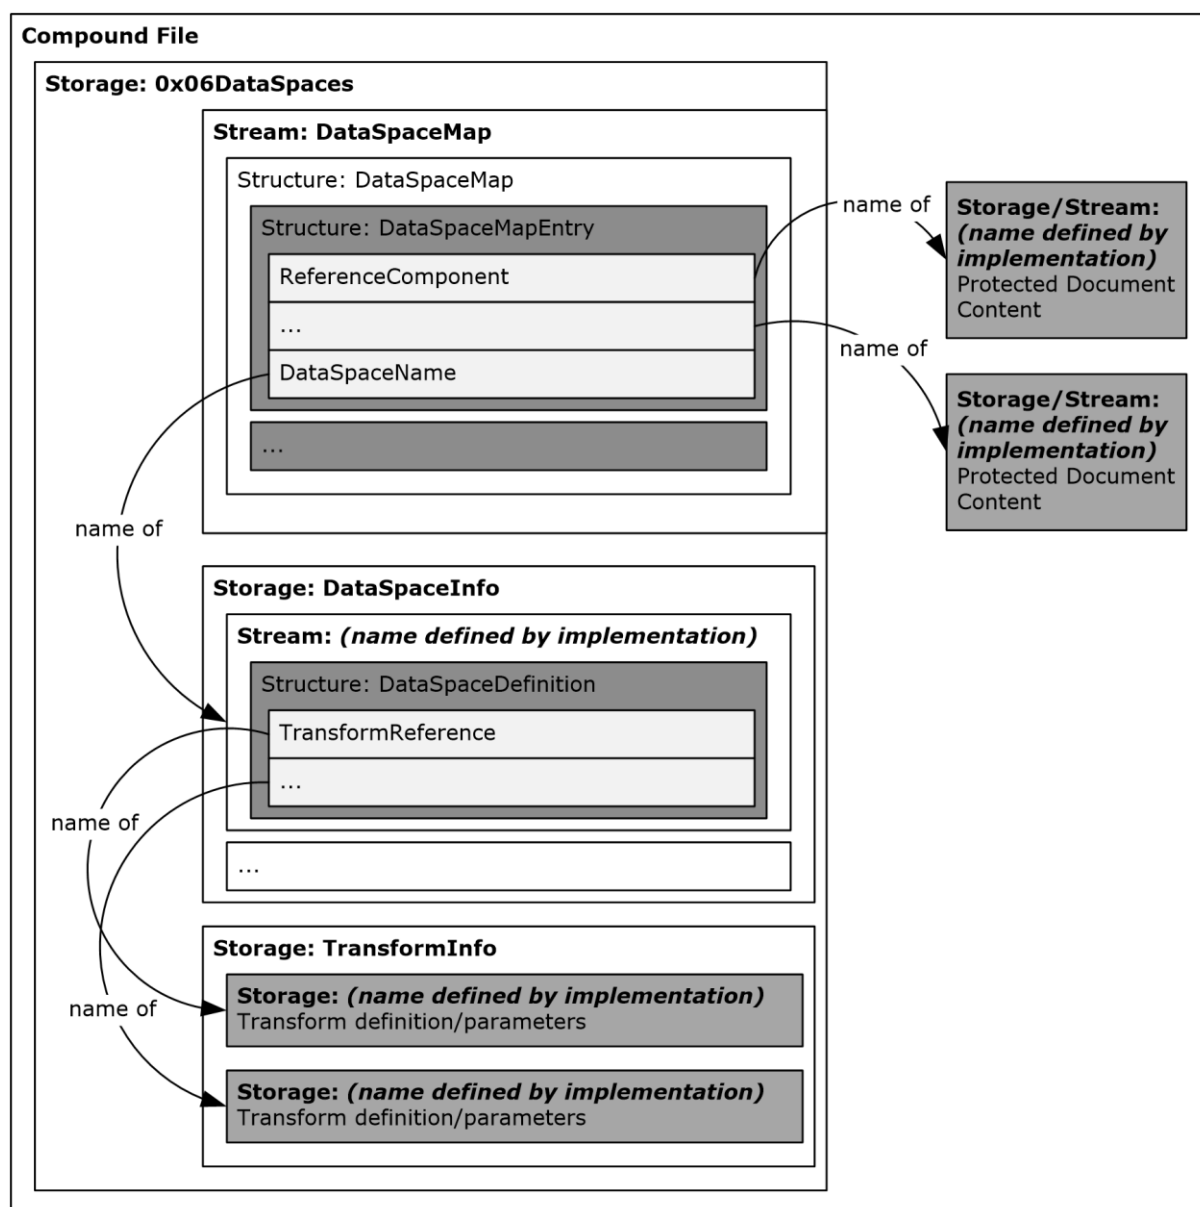 Compound File
Storage: 0x06DataSpaces
Stream: DataSpaceMap
Structure: DataSpaceMap
Structure: DataSpaceMapEntry
ReferenceComponent
...
DataSpaceName
...
name of
Storage/Stream:
(name defined by
implementation)
Protected Document
Content
name of
Storage/Stream:
(name defined by
implementation)
Protected Document
Content
name of
Storage: DataSpaceInfo
Stream: (name defined by implementation)
Structure: DataSpaceDefinition
TransformReference
...
...
name of
name of
Storage: TransformInfo
Storage: (name defined by implementation)
Transform definition/parameters
Storage: (name defined by implementation)
Transform definition/parameters